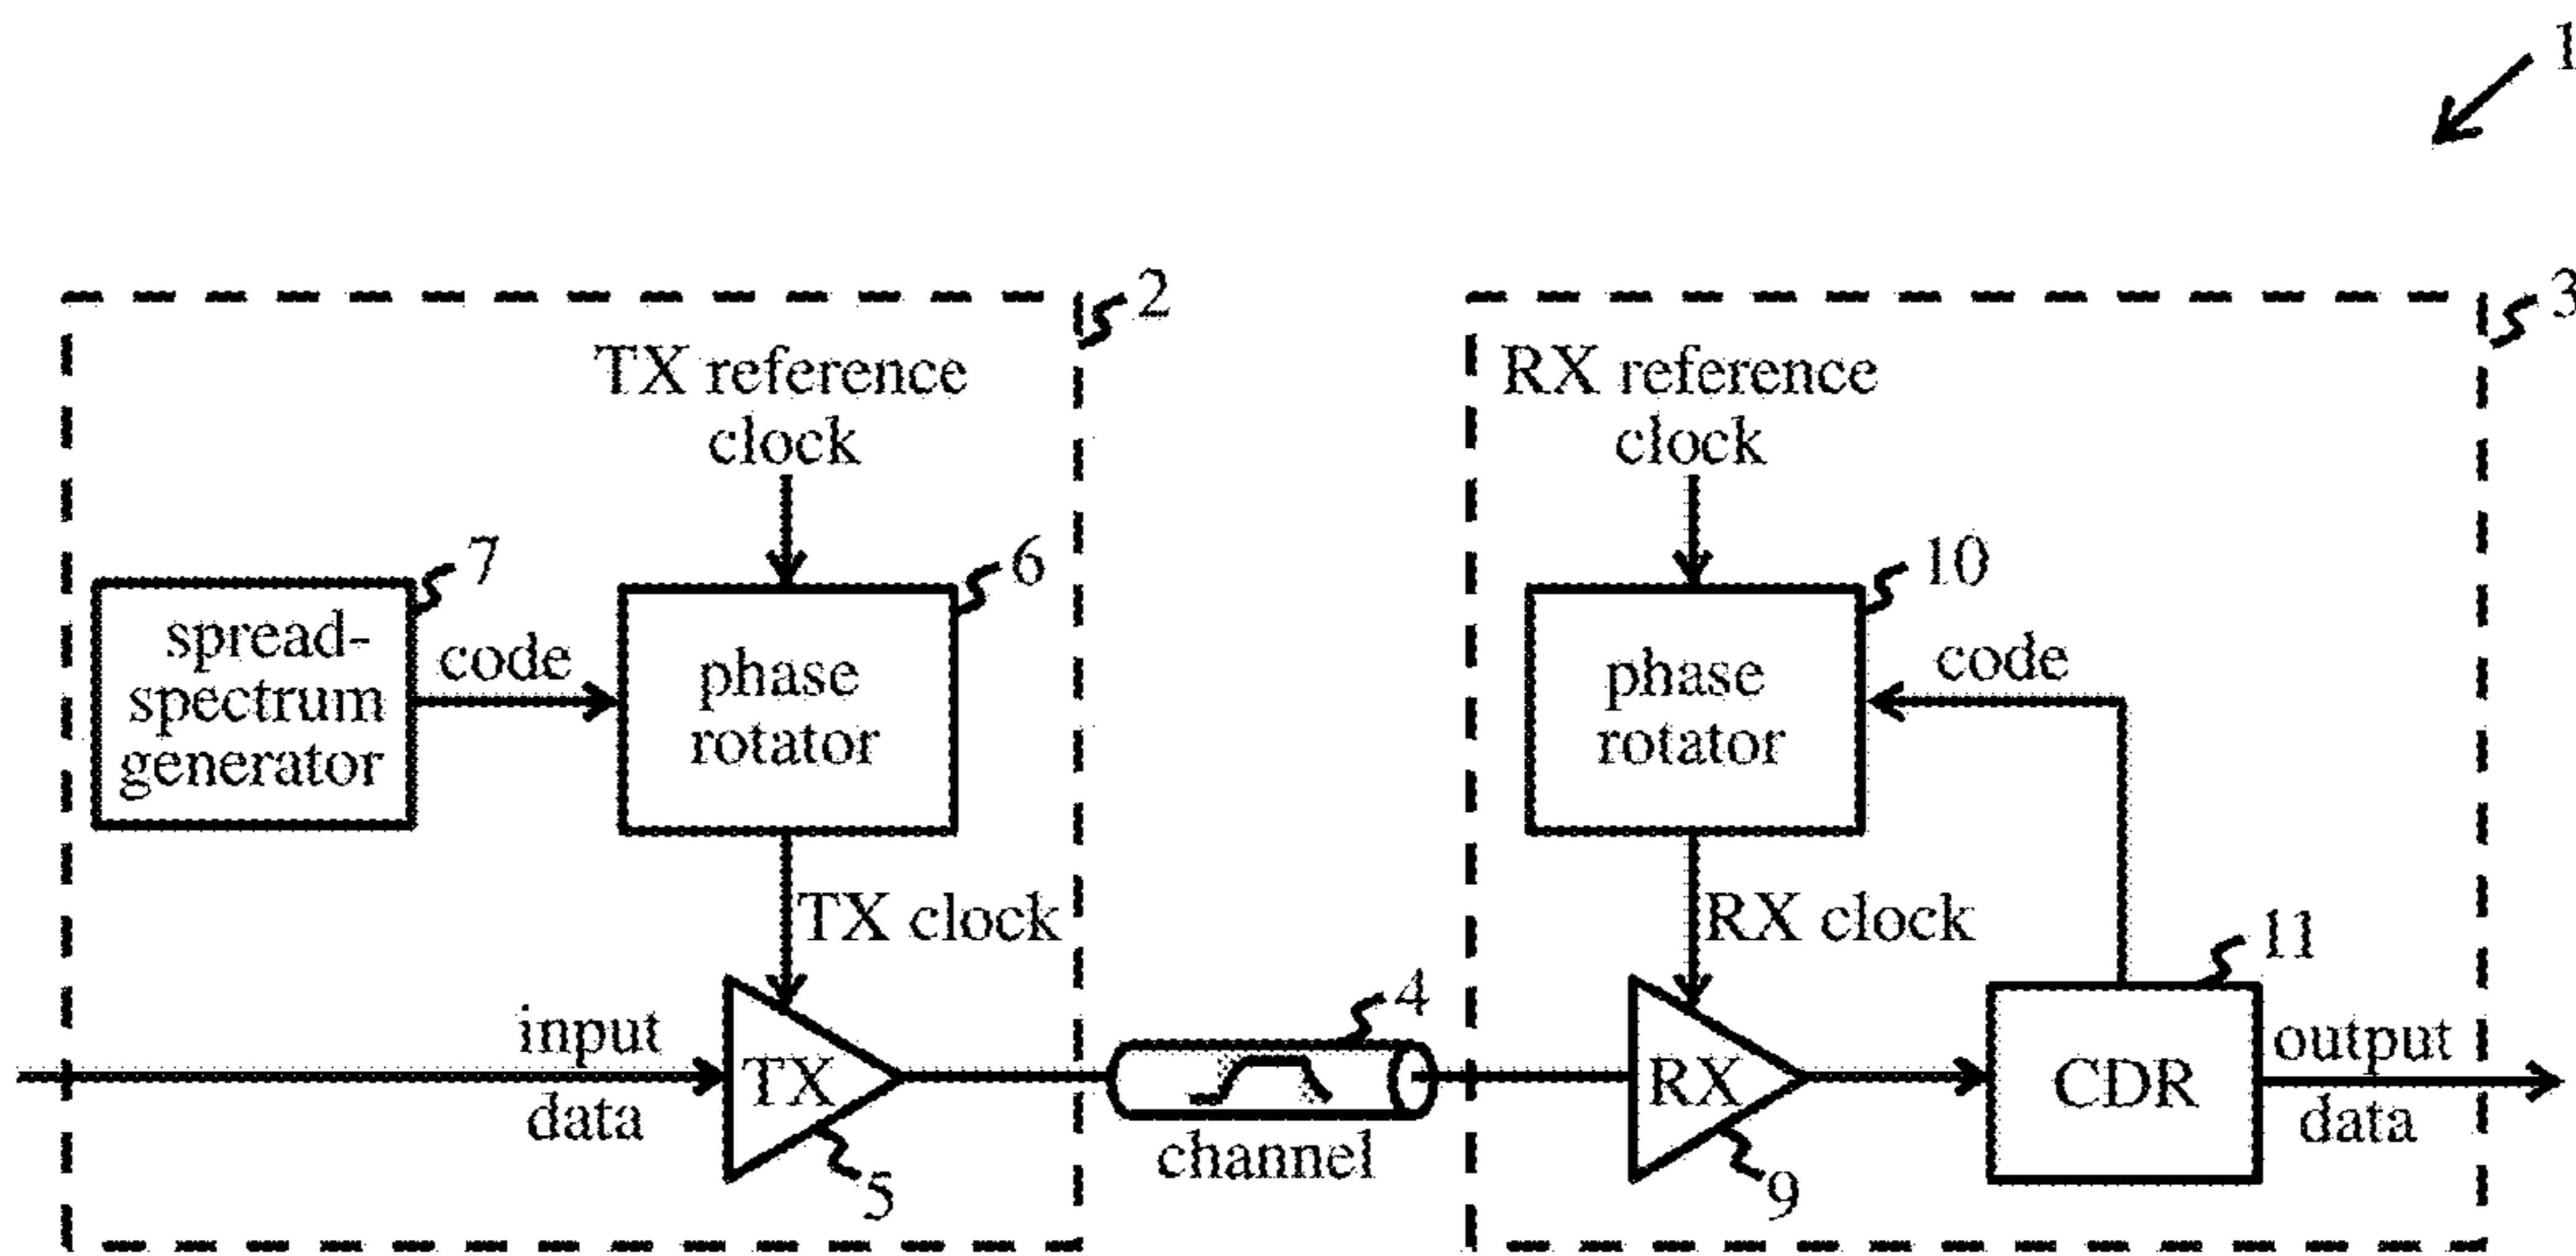 1
2
3
TX reference
clock
RX reference
clock
7
6
10
spread-
spectrum
generator
code
phase
rotator
phase
rotator
code
TX clock
RX clock
11
input
data
TX
5
4
channel
RX
9
CDR
output
data